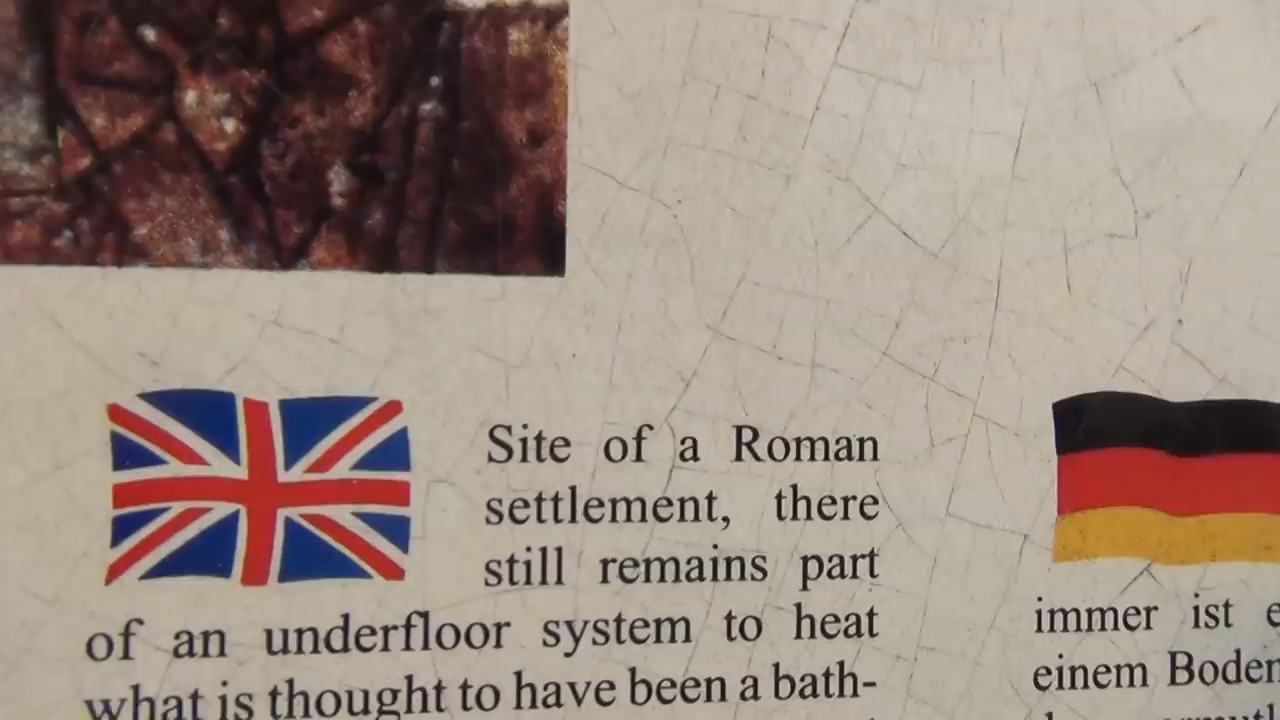 Site of a Roman
settlement, there
still remains part
of an underfloor system to heat
what is thought to have been a bath-
immer ist
einem Boden